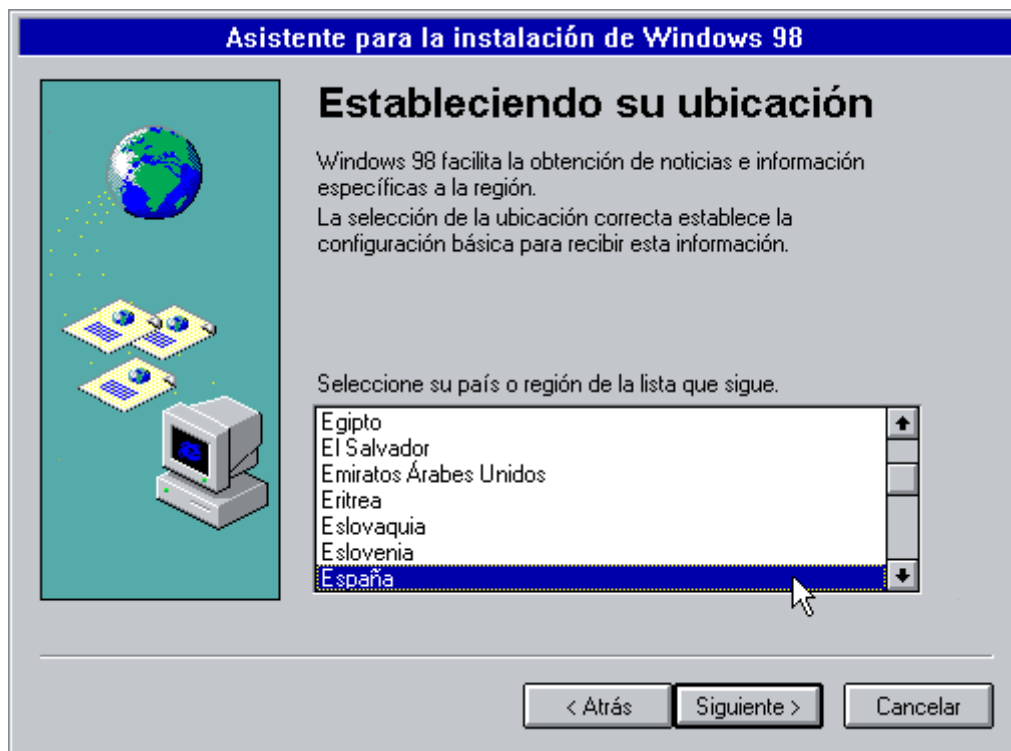 Asistente para la instalación de Windows 98
Estableciendo su ubicación
Windows 98 facilita la obtención de noticias e información
específicas a la región.
La selección de la ubicación correcta establece la
configuración básica para recibir esta información.
Seleccione su país o región de la lista que sigue.
Egipto
El Salvador
Emiratos Árabes Unidos
Eritrea
Eslovaquia
Eslovenia
España
< Atrás Siguiente > Cancelar